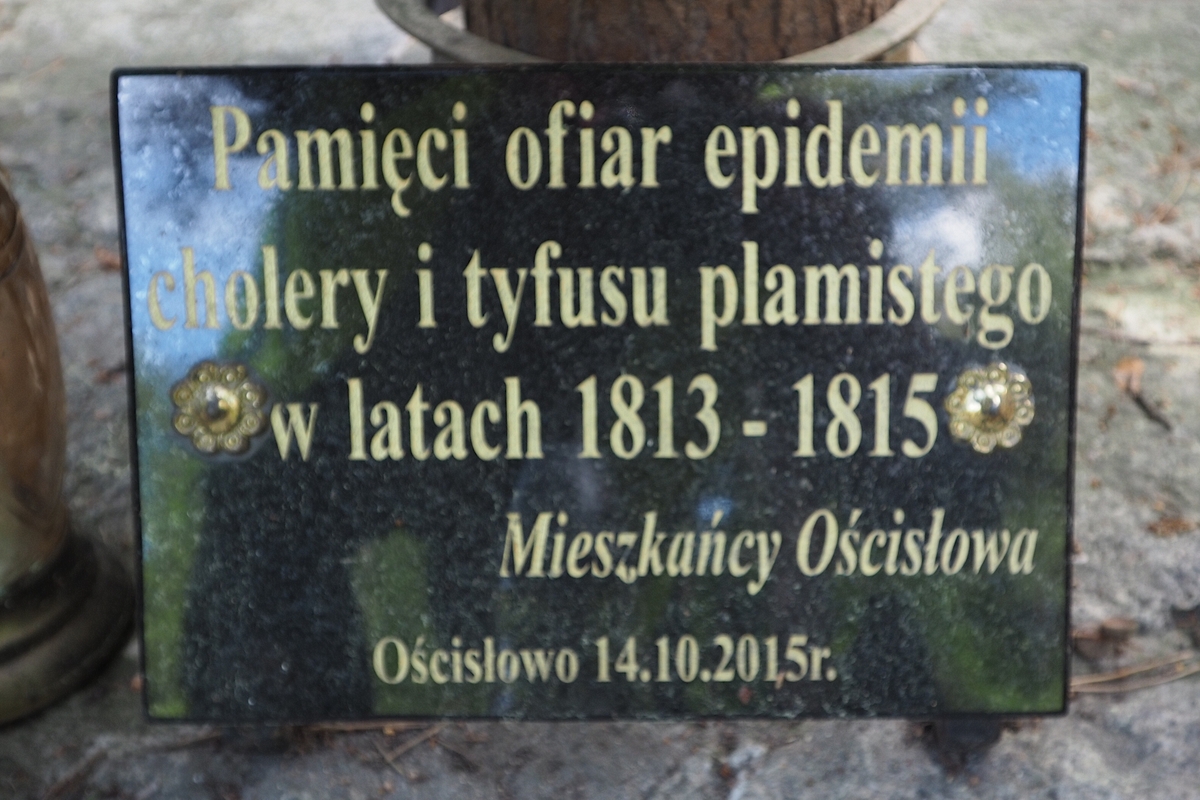 Pamięci ofiar epidemii
cholery i tyfusu plamistego
w latach 1813 - 1815
Mieszkańcy Ościsłowa
Ościsłowo 14.10.2015r.